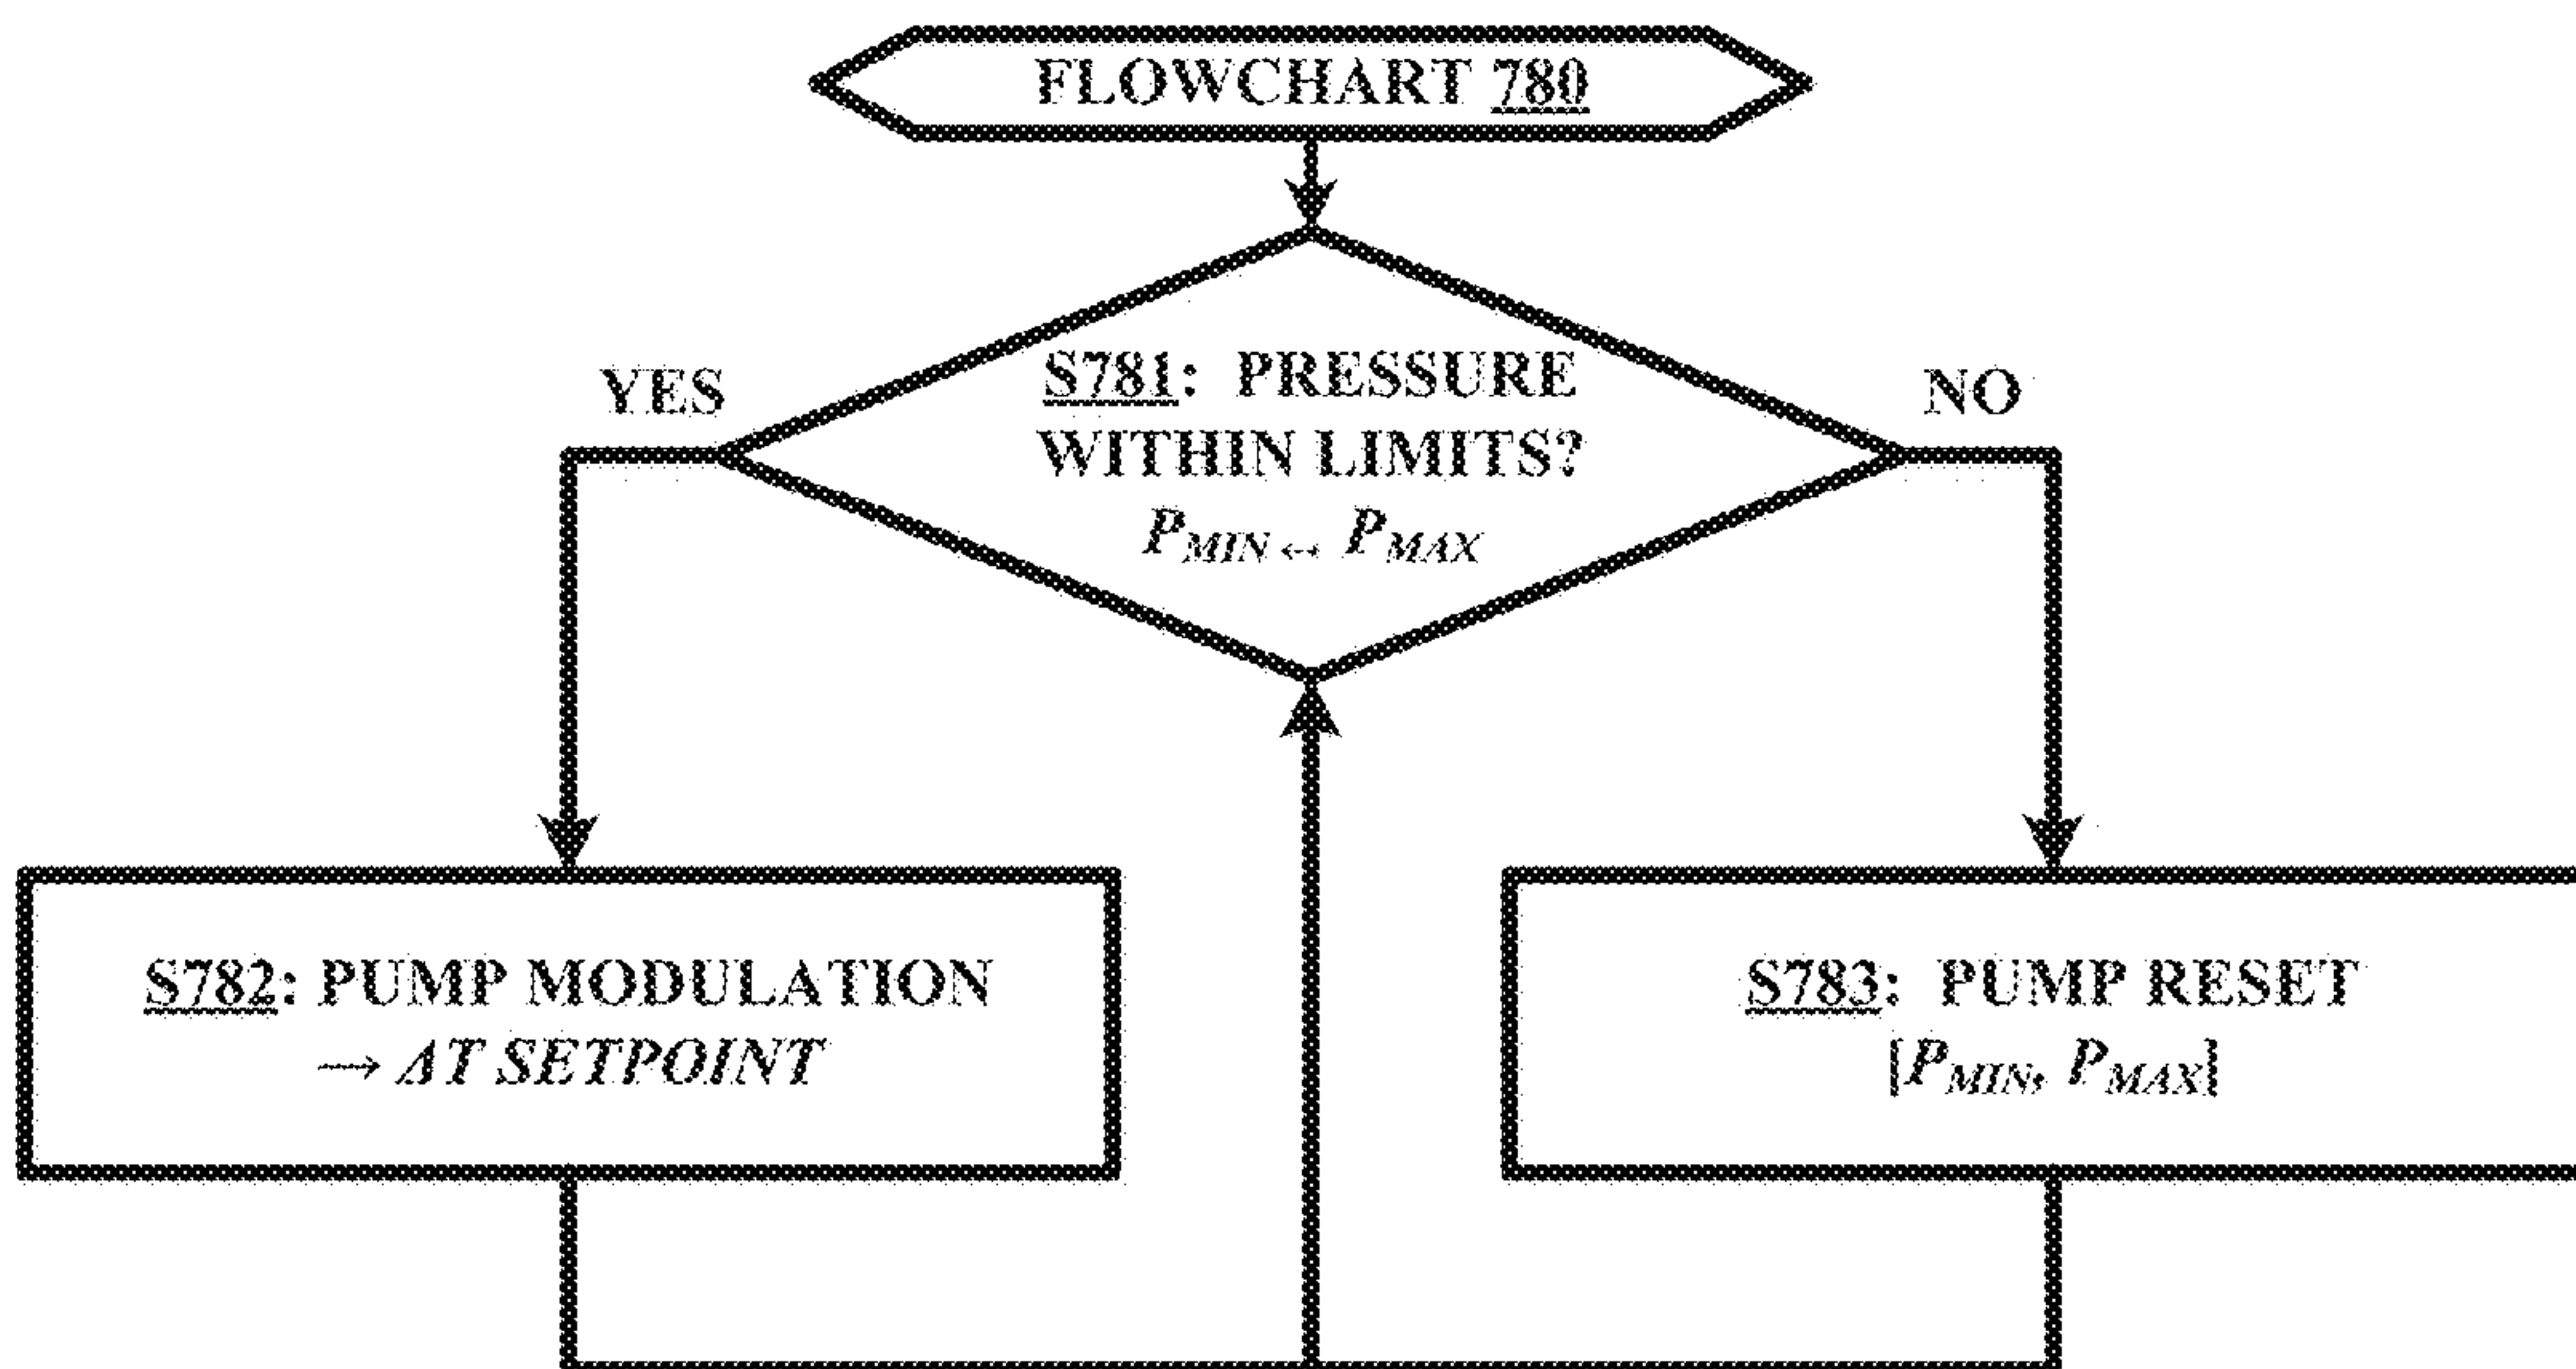 FLOWCHART 780
YES
S781: PRESSURE
WITHIN LIMITS?
P_MIN ↔ P_MAX
NO
S782: PUMP MODULATION
→ ΔT SETPOINT
S783: PUMP RESET
[P_MIN, P_MAX]